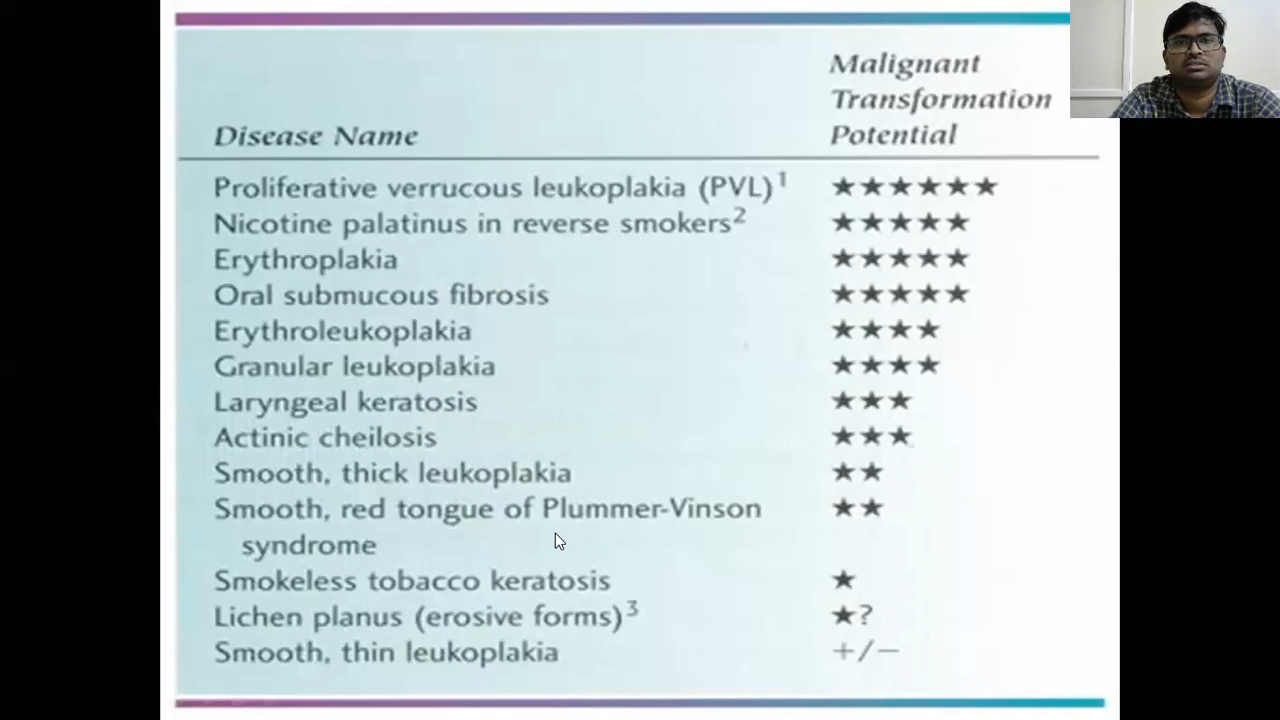 Disease Name Malignant Transformation Potential
Proliferative verrucous leukoplakia (PVL)1 ★★★★★★
Nicotine palatinus in reverse smokers2 ★★★★★
Erythroplakia ★★★★★
Oral submucous fibrosis ★★★★★
Erythroleukoplakia ★★★★
Granular leukoplakia ★★★★
Laryngeal keratosis ★★★
Actinic cheilosis ★★★
Smooth, thick leukoplakia ★★
Smooth, red tongue of Plummer-Vinson ★★
syndrome
Smokeless tobacco keratosis ★
Lichen planus (erosive forms)3 ★?
Smooth, thin leukoplakia +/−